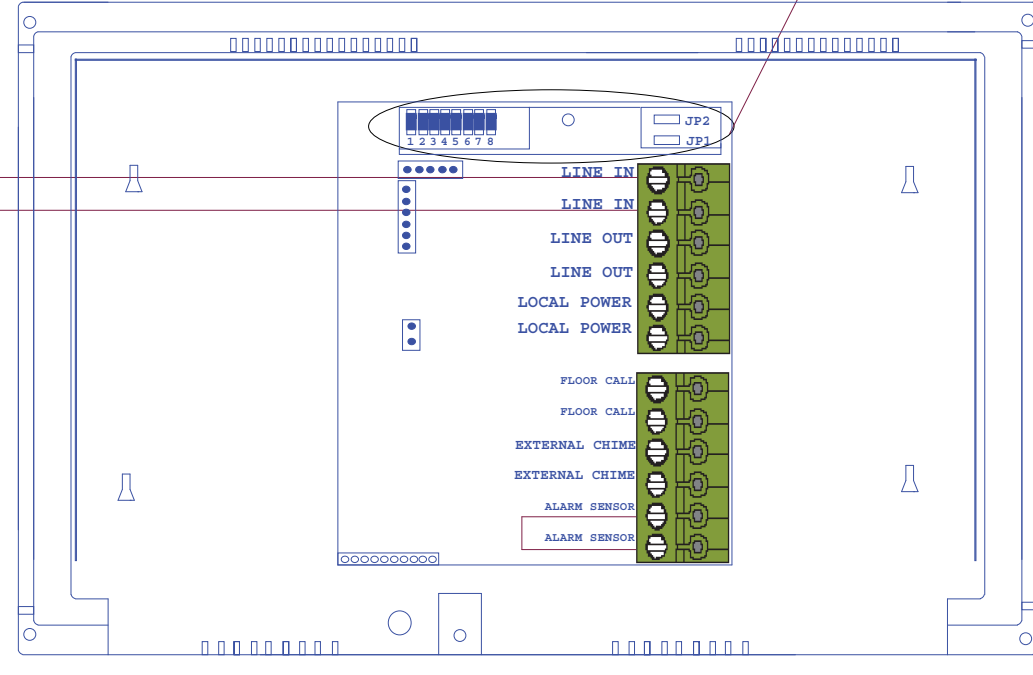 JP2
1 2 3 4 5 6 7 8
JP1
LINE IN
LINE IN
LINE OUT
LINE OUT
LOCAL POWER
LOCAL POWER
FLOOR CALL
FLOOR CALL
EXTERNAL CHIME
EXTERNAL CHIME
ALARM SENSOR
ALARM SENSOR